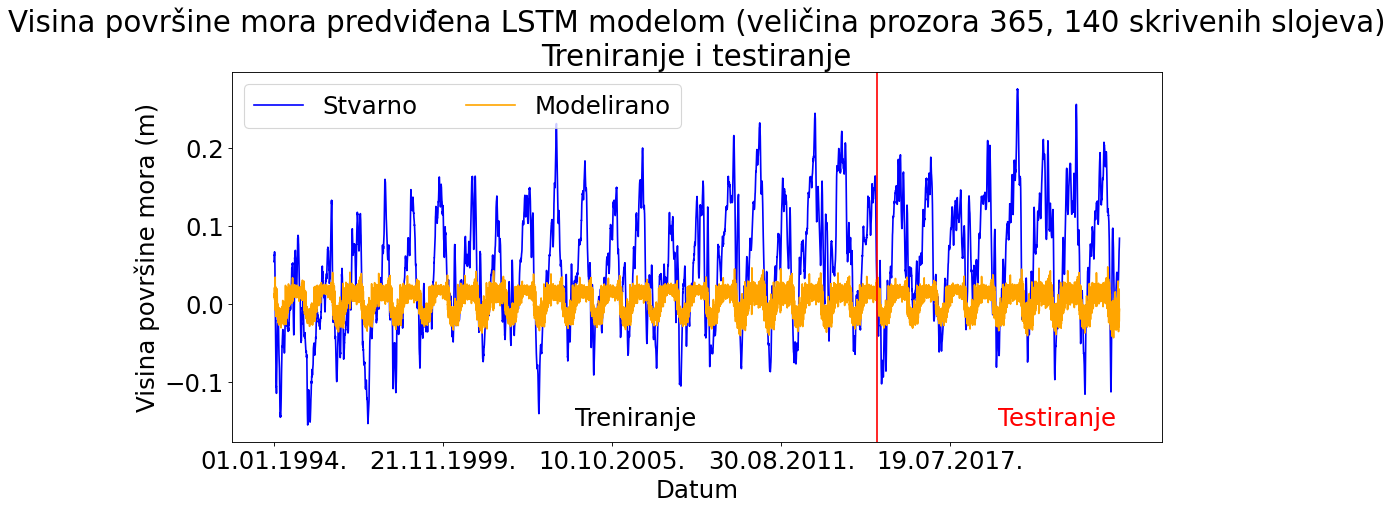 Visina površine mora predviđena LSTM modelom (veličina prozora 365, 140 skrivenih slojeva)
Treniranje i testiranje
Stvarno
Modelirano
Visina površine mora (m)
0.2
0.1
0.0
−0.1
Treniranje
Testiranje
01.01.1994.
21.11.1999.
10.10.2005.
30.08.2011.
19.07.2017.
Datum